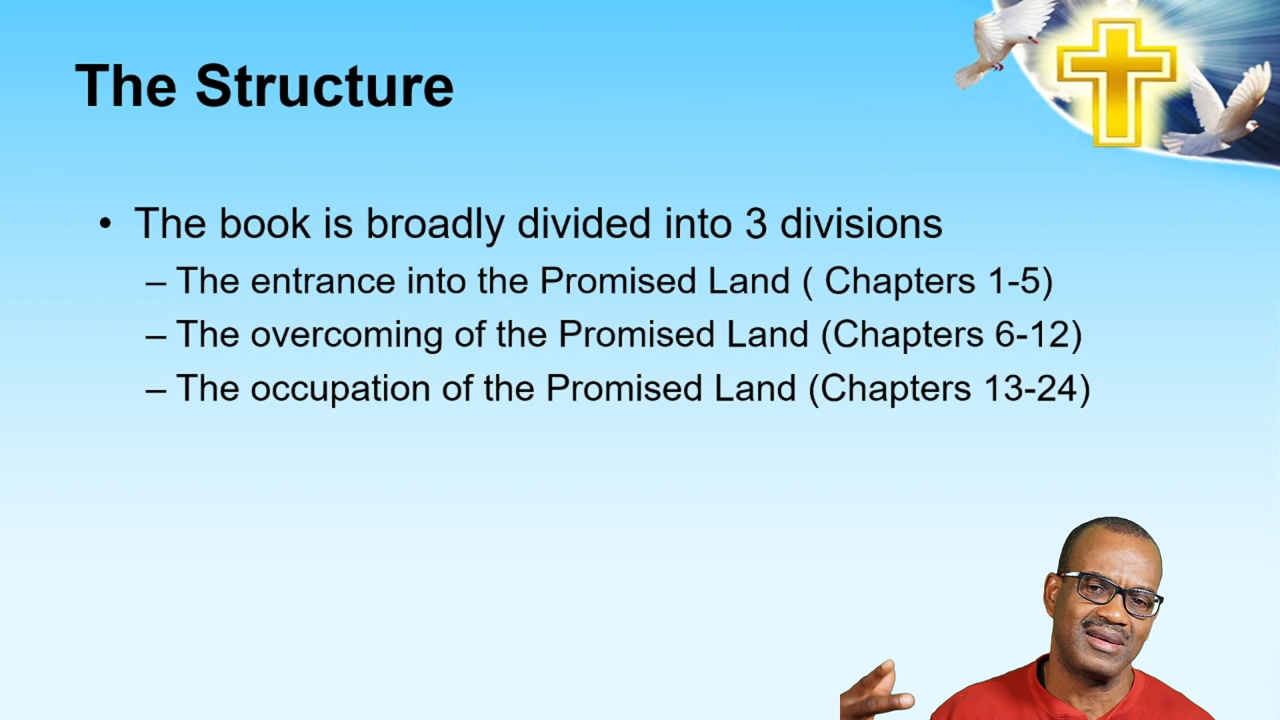 The Structure
• The book is broadly divided into 3 divisions
– The entrance into the Promised Land ( Chapters 1-5)
– The overcoming of the Promised Land (Chapters 6-12)
– The occupation of the Promised Land (Chapters 13-24)